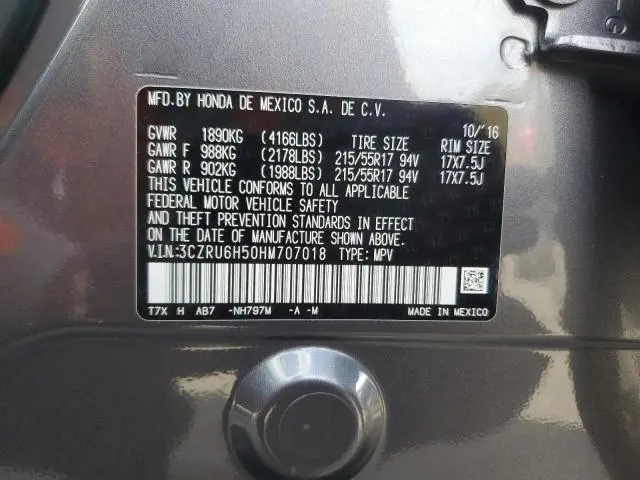 MFD.BY HONDA DE MEXICO S.A. DE C.V.
10/'16
GVWR 1890KG (4166LBS) TIRE SIZE RIM SIZE
GAWR F 988KG (2178LBS) 215/55R17 94V 17X7.5J
GAWR R 902KG (1988LBS) 215/55R17 94V 17X7.5J
THIS VEHICLE CONFORMS TO ALL APPLICABLE
FEDERAL MOTOR VEHICLE SAFETY
AND THEFT PREVENTION STANDARDS IN EFFECT
ON THE DATE OF MANUFACTURE SHOWN ABOVE.
V.I.N.:3CZRU6H50HM707018 TYPE: MPV
T7X H AB7 -NH797M -A -M MADE IN MEXICO